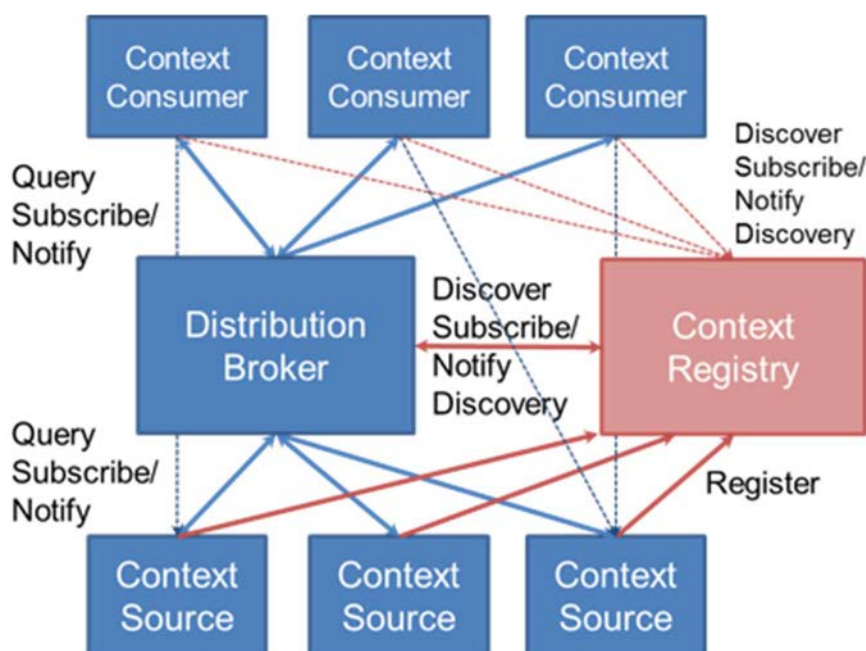 Context
Consumer
Context
Consumer
Context
Consumer
Query
Subscribe/
Notify
Discover
Subscribe/
Notify
Discovery
Distribution
Broker
Discover
Subscribe/
Notify
Discovery
Context
Registry
Query
Subscribe/
Notify
Register
Context
Source
Context
Source
Context
Source